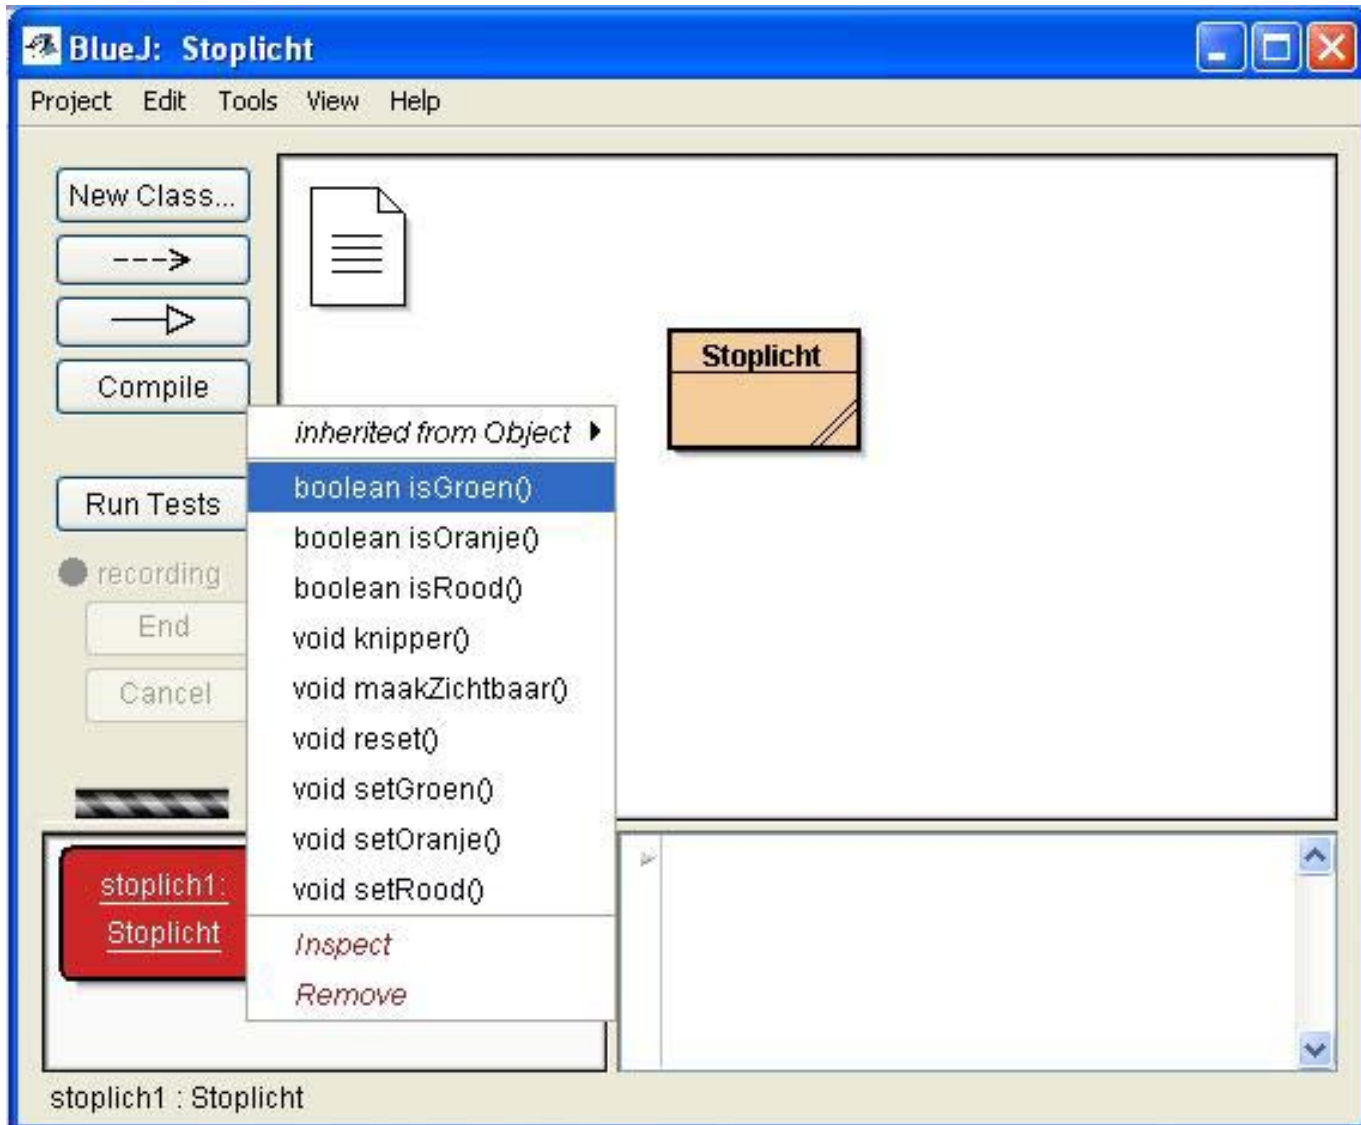 BlueJ: Stoplicht
Project Edit Tools View Help
New Class...
Compile
Run Tests
recording
End
Cancel
Stoplicht
inherited from Object
boolean isGroen()
boolean isOranje()
boolean isRood()
void knipper()
void maakZichtbaar()
void reset()
void setGroen()
void setOranje()
void setRood()
Inspect
Remove
stoplich1:
Stoplicht
stoplich1 : Stoplicht